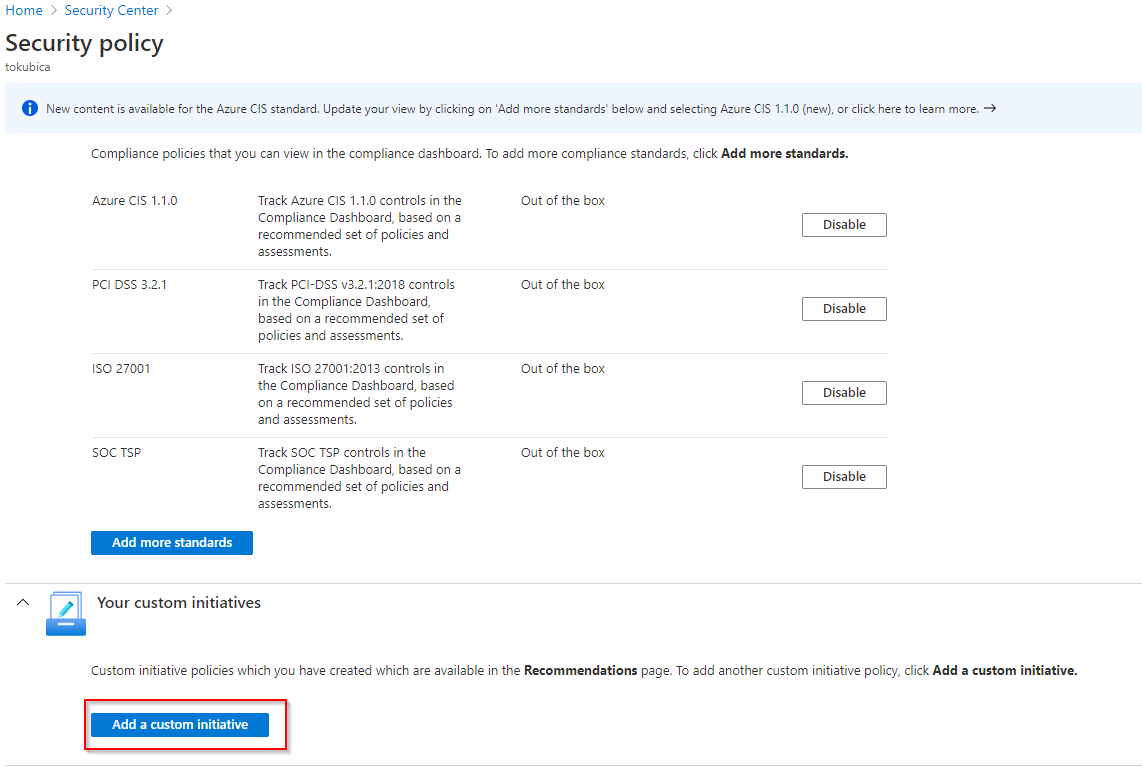 Home > Security Center >
Security policy
tokubica
New content is available for the Azure CIS standard. Update your view by clicking on 'Add more standards' below and selecting Azure CIS 1.1.0 (new), or click here to learn more. →
Compliance policies that you can view in the compliance dashboard. To add more compliance standards, click Add more standards.
Azure CIS 1.1.0
Track Azure CIS 1.1.0 controls in the
Compliance Dashboard, based on a
recommended set of policies and
assessments.
Out of the box
Disable
PCI DSS 3.2.1
Track PCI-DSS v3.2.1:2018 controls
in the Compliance Dashboard,
based on a recommended set of
policies and assessments.
Out of the box
Disable
ISO 27001
Track ISO 27001:2013 controls in
the Compliance Dashboard, based
on a recommended set of policies
and assessments.
Out of the box
Disable
SOC TSP
Track SOC TSP controls in the
Compliance Dashboard, based on a
recommended set of policies and
assessments.
Out of the box
Disable
Add more standards
Your custom initiatives
Custom initiative policies which you have created which are available in the Recommendations page. To add another custom initiative policy, click Add a custom initiative.
Add a custom initiative